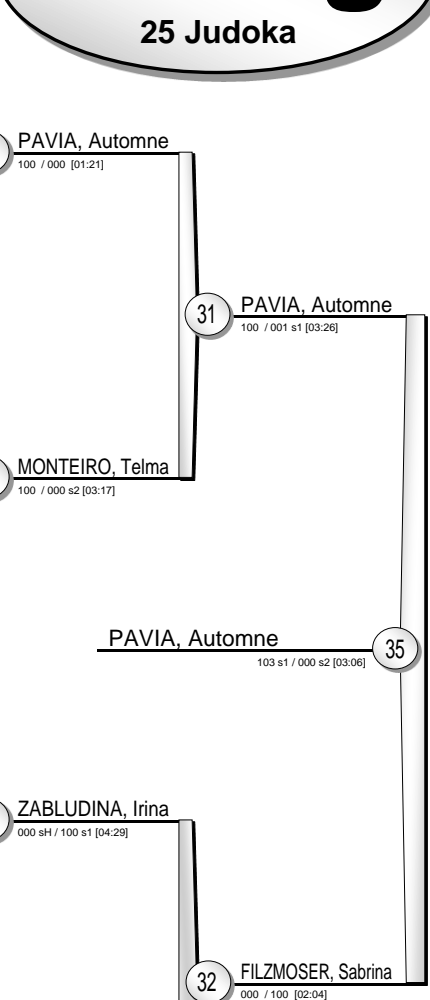 25 Judoka
PAVIA, Automne
100 / 000 [01:21]
31
PAVIA, Automne
100 / 001 s1 [03:26]
MONTEIRO, Telma
100 / 000 s2 [03:17]
PAVIA, Automne
35
103 s1 / 000 s2 [03:06]
ZABLUDINA, Irina
000 sH / 100 s1 [04:29]
32
FILZMOSER, Sabrina
000 / 100 [02:04]